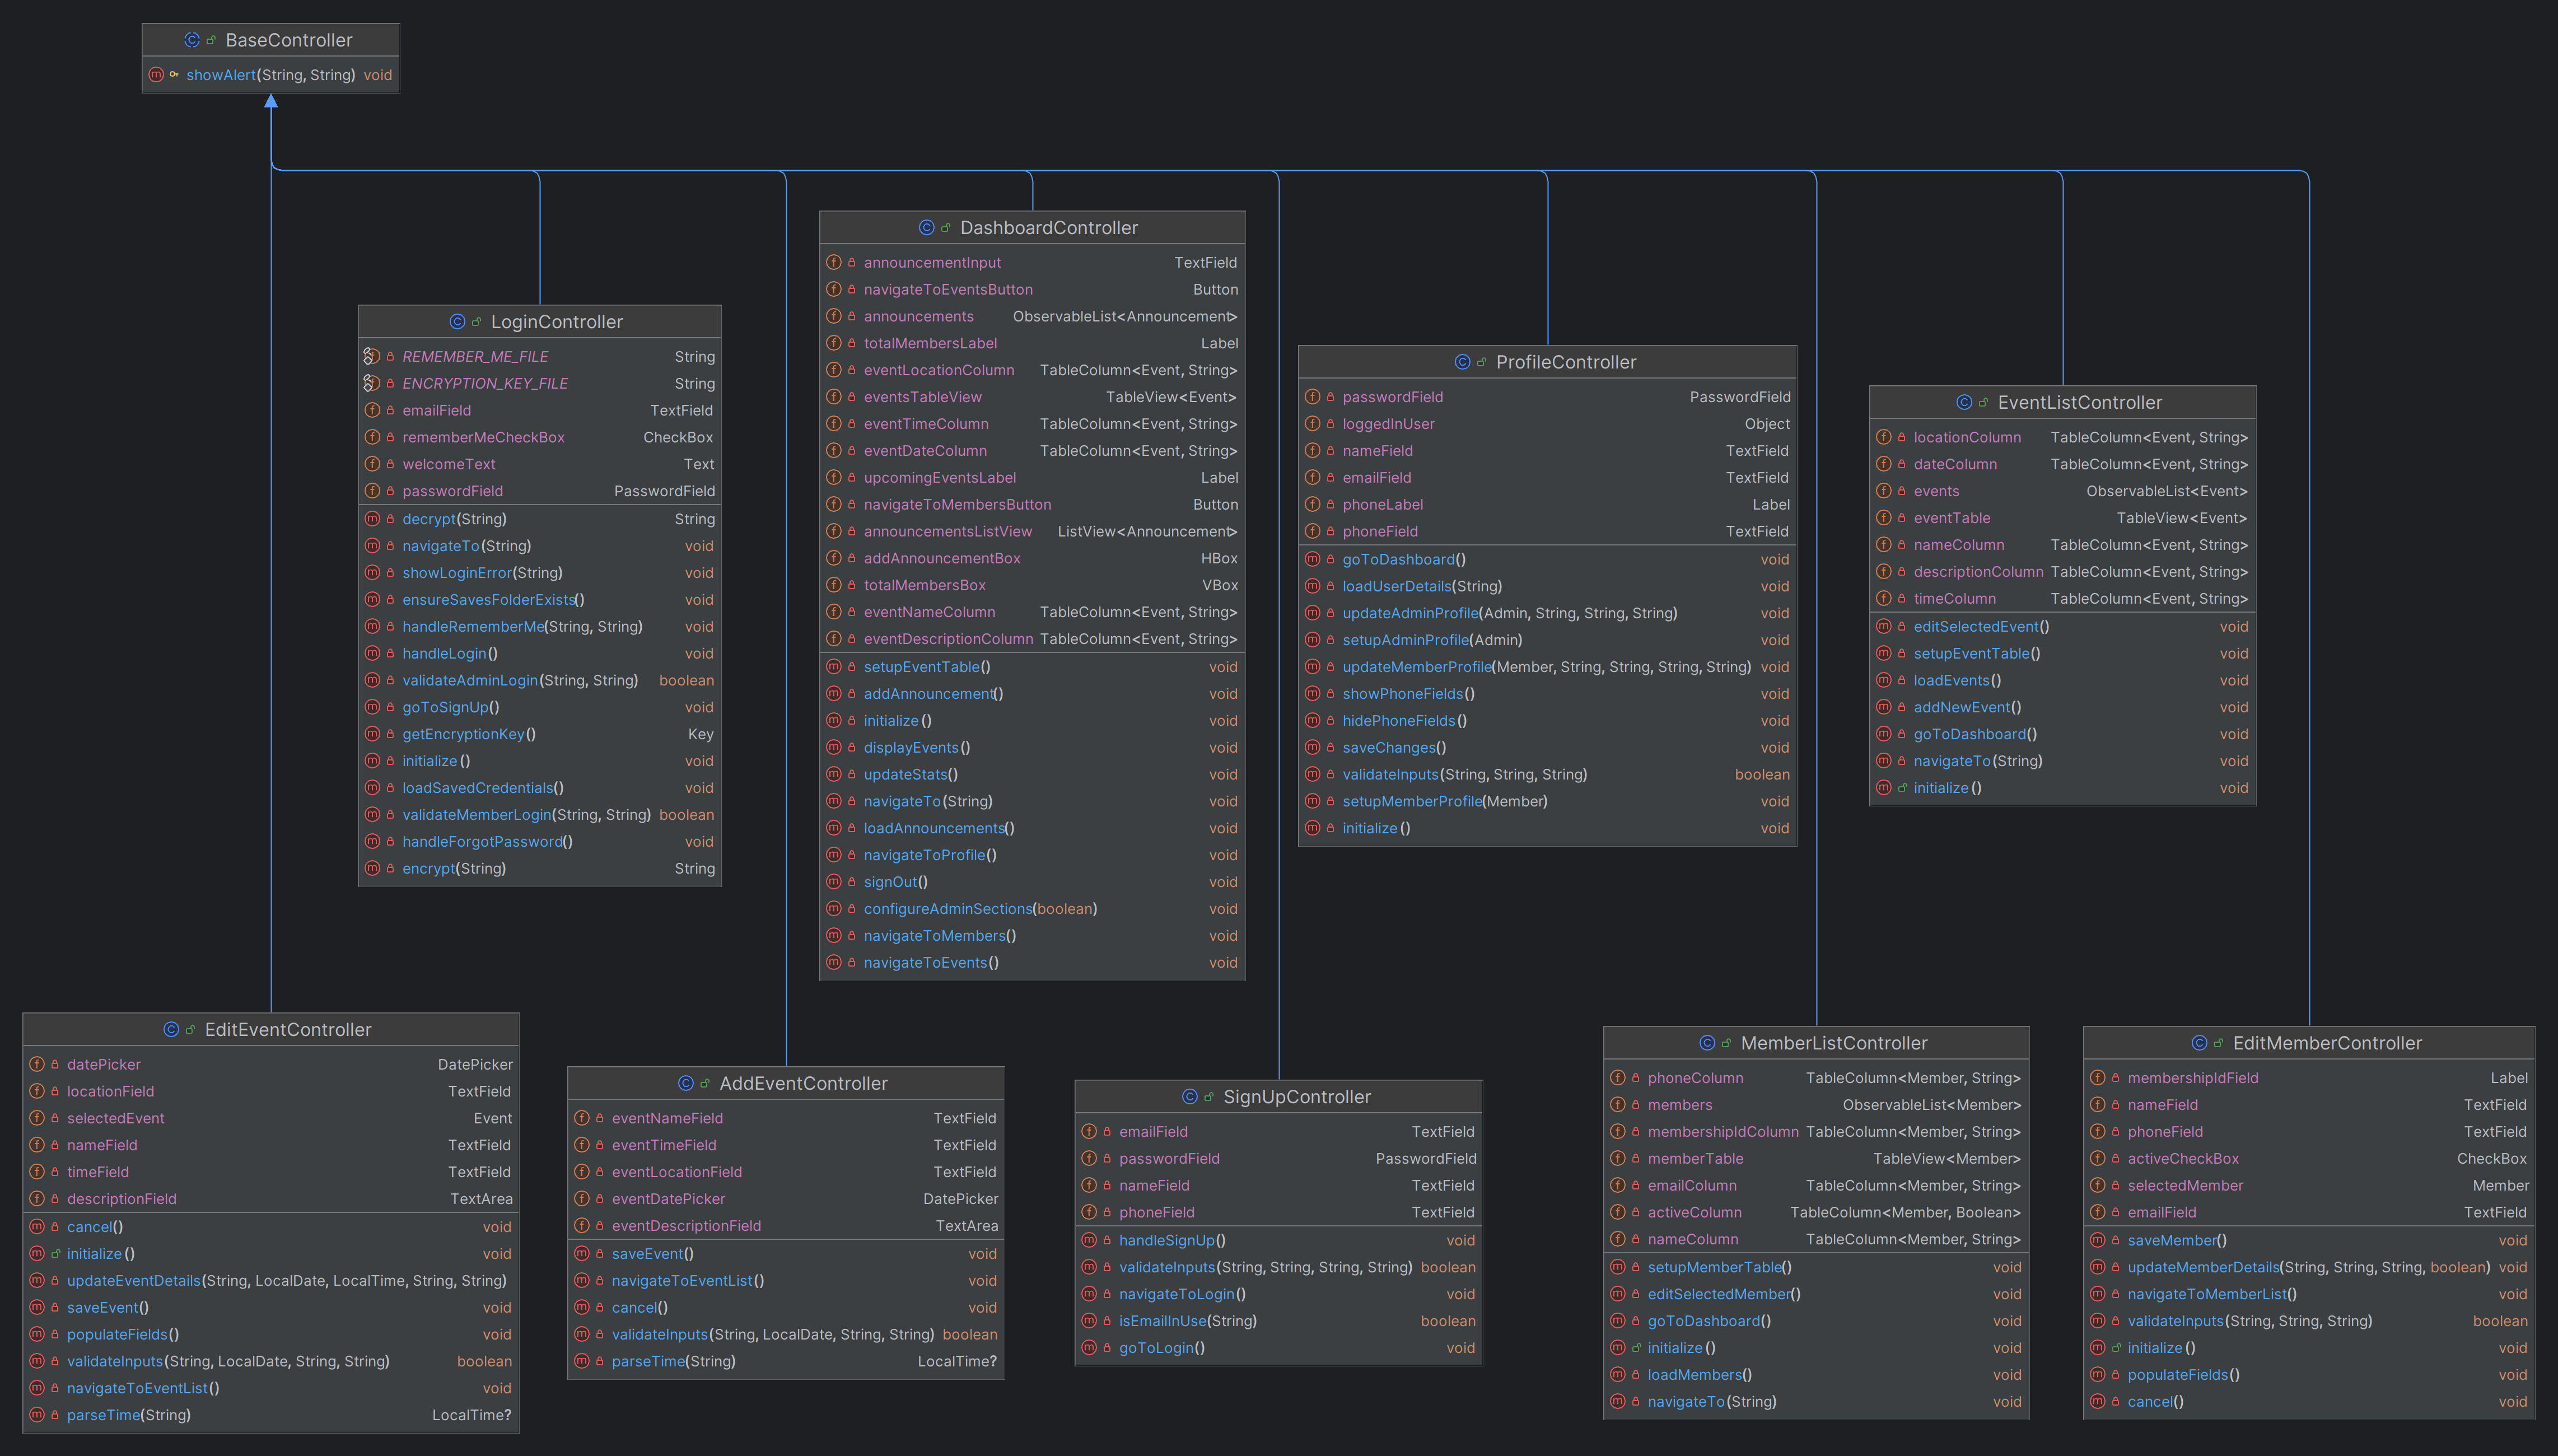 BaseController
showAlert(String, String) void
DashboardController
announcementInput TextField
navigateToEventsButton Button
announcements ObservableList<Announcement>
totalMembersLabel Label
eventLocationColumn TableColumn<Event, String>
eventsTableView TableView<Event>
eventTimeColumn TableColumn<Event, String>
eventDateColumn TableColumn<Event, String>
upcomingEventsLabel Label
navigateToMembersButton Button
announcementsListView ListView<Announcement>
addAnnouncementBox HBox
totalMembersBox VBox
eventNameColumn TableColumn<Event, String>
eventDescriptionColumn TableColumn<Event, String>
setupEventTable() void
addAnnouncement() void
initialize() void
displayEvents() void
updateStats() void
navigateTo(String) void
loadAnnouncements() void
navigateToProfile() void
signOut() void
configureAdminSections(boolean) void
navigateToMembers() void
navigateToEvents() void
LoginController
REMEMBER_ME_FILE String
ENCRYPTION_KEY_FILE String
emailField TextField
rememberMeCheckBox CheckBox
welcomeText Text
passwordField PasswordField
decrypt(String) String
navigateTo(String) void
showLoginError(String) void
ensureSavesFolderExists() void
handleRememberMe(String, String) void
handleLogin() void
validateAdminLogin(String, String) boolean
goToSignUp() void
getEncryptionKey() Key
initialize() void
loadSavedCredentials() void
validateMemberLogin(String, String) boolean
handleForgotPassword() void
encrypt(String) String
ProfileController
passwordField PasswordField
loggedInUser Object
nameField TextField
emailField TextField
phoneLabel Label
phoneField TextField
goToDashboard() void
loadUserDetails(String) void
updateAdminProfile(Admin, String, String, String) void
setupAdminProfile(Admin) void
updateMemberProfile(Member, String, String, String, String) void
showPhoneFields() void
hidePhoneFields() void
saveChanges() void
validateInputs(String, String, String) boolean
setupMemberProfile(Member) void
initialize() void
EventListController
locationColumn TableColumn<Event, String>
dateColumn TableColumn<Event, String>
events ObservableList<Event>
eventTable TableView<Event>
nameColumn TableColumn<Event, String>
descriptionColumn TableColumn<Event, String>
timeColumn TableColumn<Event, String>
editSelectedEvent() void
setupEventTable() void
loadEvents() void
addNewEvent() void
goToDashboard() void
navigateTo(String) void
initialize() void
EditEventController
datePicker DatePicker
locationField TextField
selectedEvent Event
nameField TextField
timeField TextField
descriptionField TextArea
cancel() void
initialize() void
updateEventDetails(String, LocalDate, LocalTime, String, String)
saveEvent() void
populateFields() void
validateInputs(String, LocalDate, String, String) boolean
navigateToEventList() void
parseTime(String) LocalTime?
AddEventController
eventNameField TextField
eventTimeField TextField
eventLocationField TextField
eventDatePicker DatePicker
eventDescriptionField TextArea
saveEvent() void
navigateToEventList() void
cancel() void
validateInputs(String, LocalDate, String, String) boolean
parseTime(String) LocalTime?
SignUpController
emailField TextField
passwordField PasswordField
nameField TextField
phoneField TextField
handleSignUp() void
validateInputs(String, String, String, String) boolean
navigateToLogin() void
isEmailInUse(String) boolean
goToLogin() void
MemberListController
phoneColumn TableColumn<Member, String>
members ObservableList<Member>
membershipIdColumn TableColumn<Member, String>
memberTable TableView<Member>
emailColumn TableColumn<Member, String>
activeColumn TableColumn<Member, Boolean>
nameColumn TableColumn<Member, String>
setupMemberTable() void
editSelectedMember() void
goToDashboard() void
initialize() void
loadMembers() void
navigateTo(String) void
EditMemberController
membershipIdField Label
nameField TextField
phoneField TextField
activeCheckBox CheckBox
selectedMember Member
emailField TextField
saveMember() void
updateMemberDetails(String, String, String, boolean) void
navigateToMemberList() void
validateInputs(String, String, String) boolean
initialize() void
populateFields() void
cancel() void